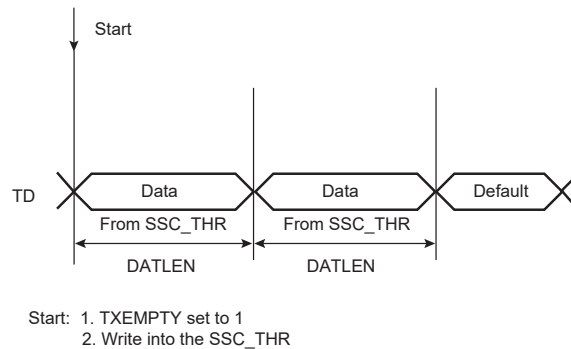 Start
TD Data Data Default
From SSC_THR From SSC_THR
DATLEN DATLEN
Start: 1. TXEMPTY set to 1
2. Write into the SSC_THR